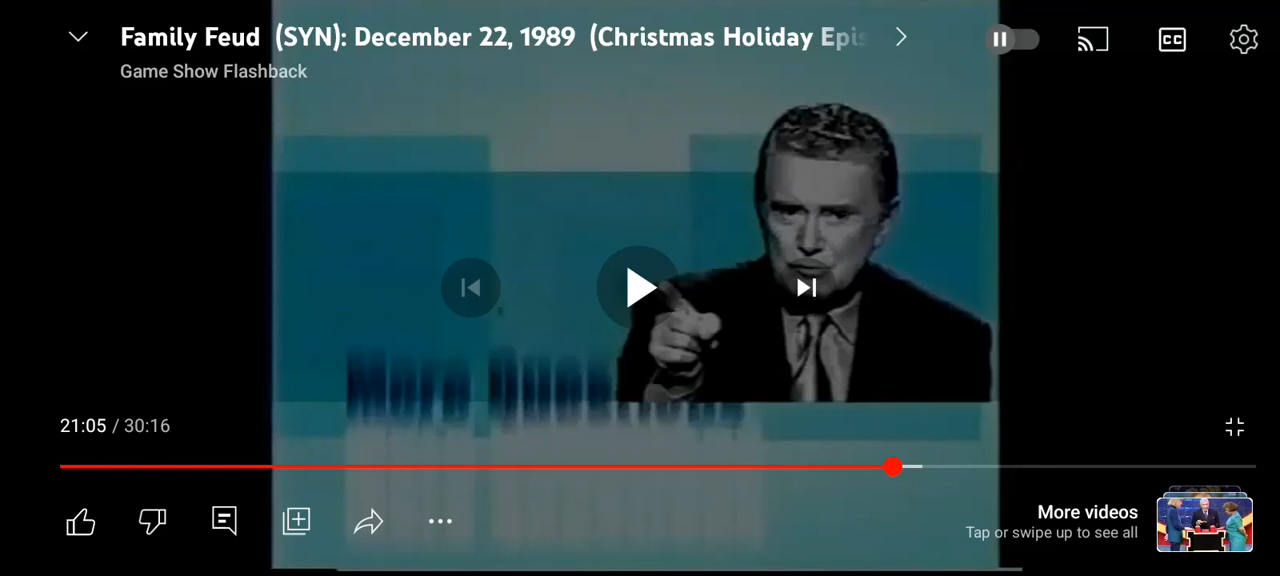 Family Feud (SYN): December 22, 1989 (Christmas Holiday Epis
Game Show Flashback
CC
21:05 / 30:16
More videos
Tap or swipe up to see all